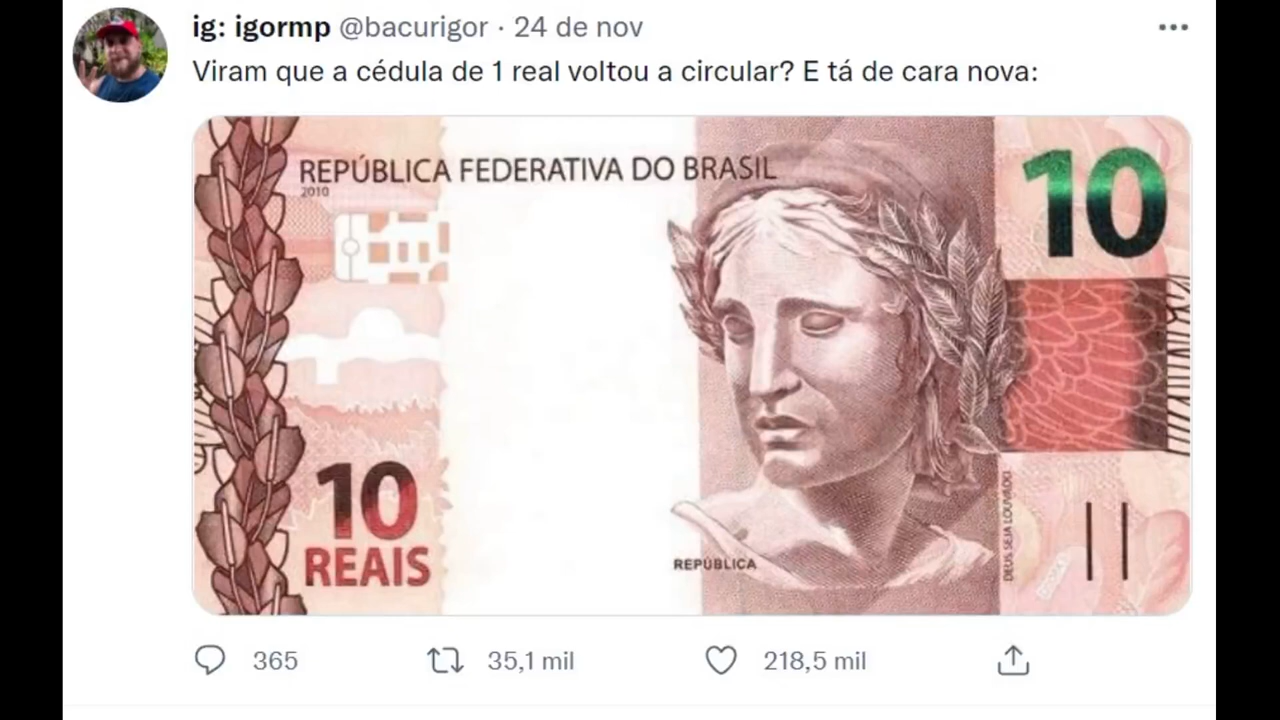 ig: igormp @bacurigor · 24 de nov
Viram que a cédula de 1 real voltou a circular? E tá de cara nova:
REPÚBLICA FEDERATIVA DO BRASIL
2010
10
10
REAIS
REPÚBLICA
DEUS SEJA LOUVADO
365
35,1 mil
218,5 mil